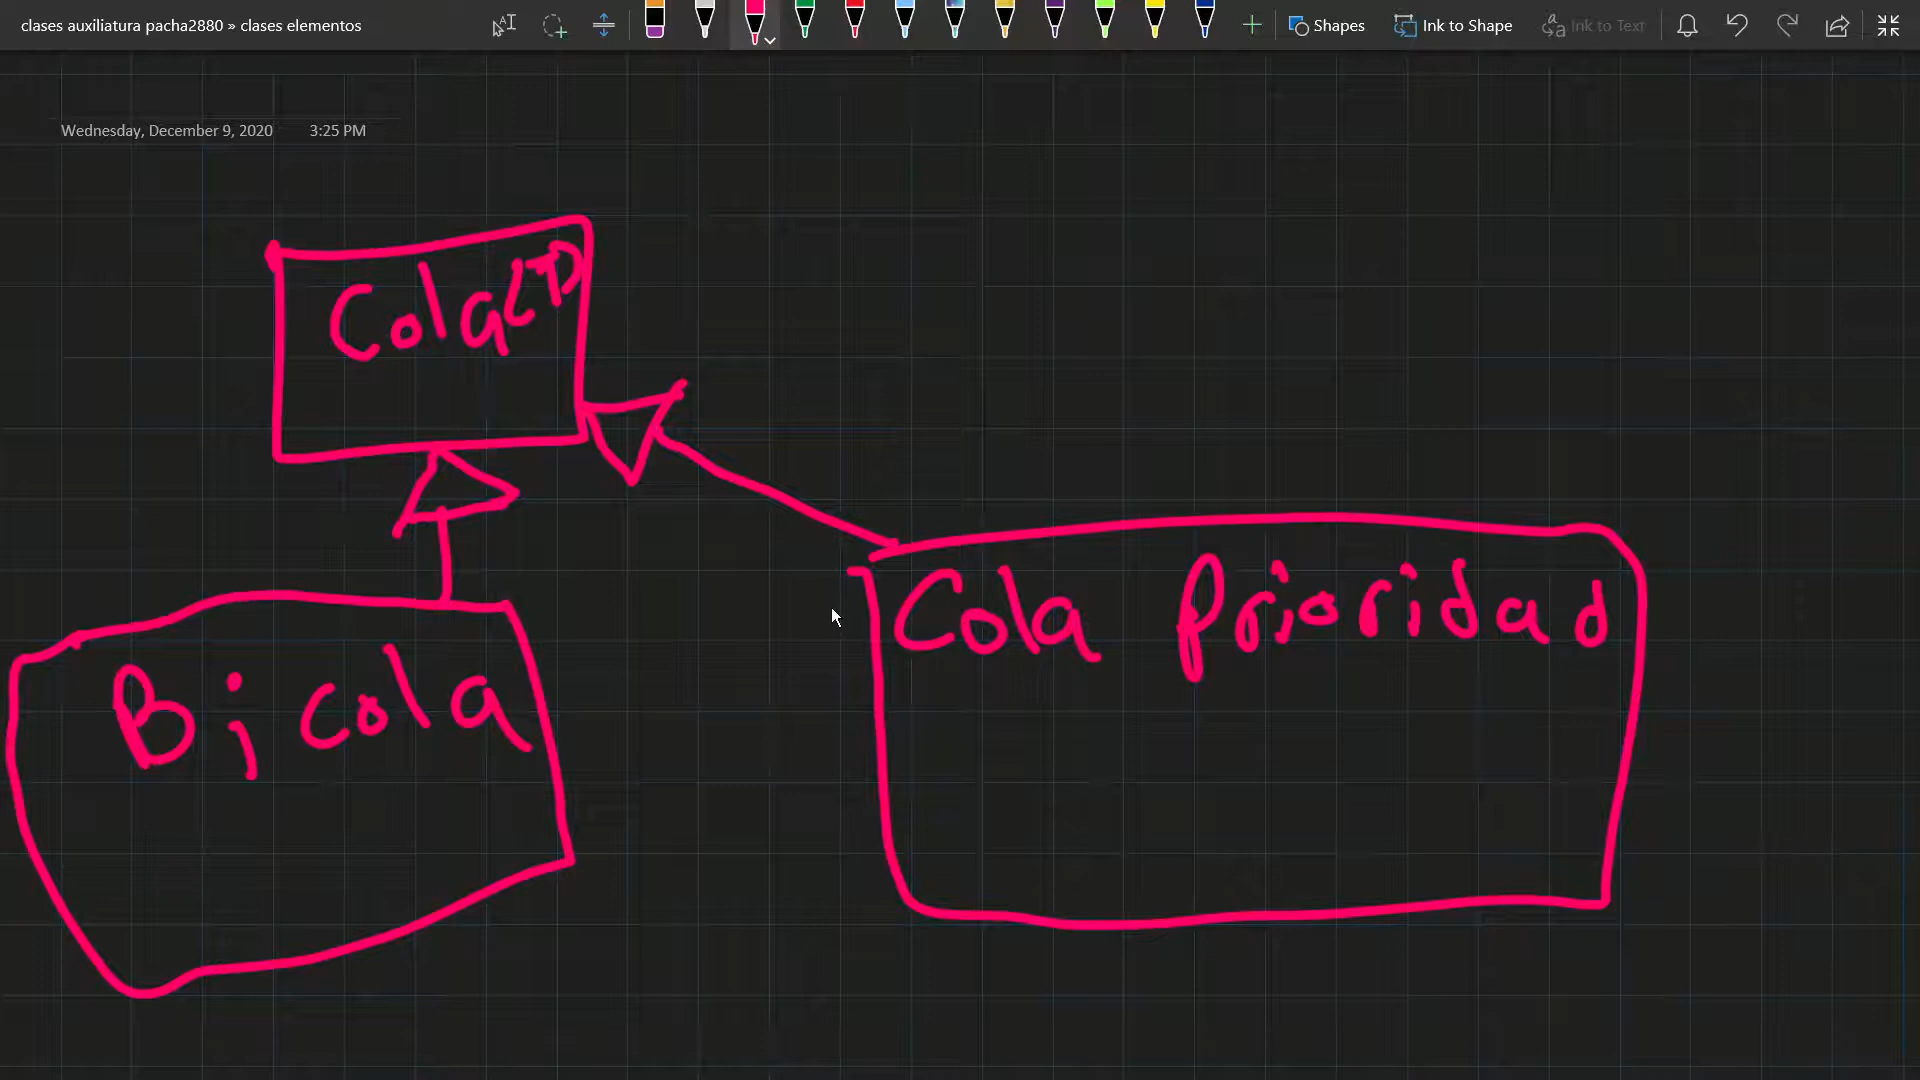 clases auxiliatura pacha2880 » clases elementos
Shapes
Ink to Shape
Ink to Text
Wednesday, December 9, 2020 3:25 PM
Cola<T>
Cola prioridad
Bicola